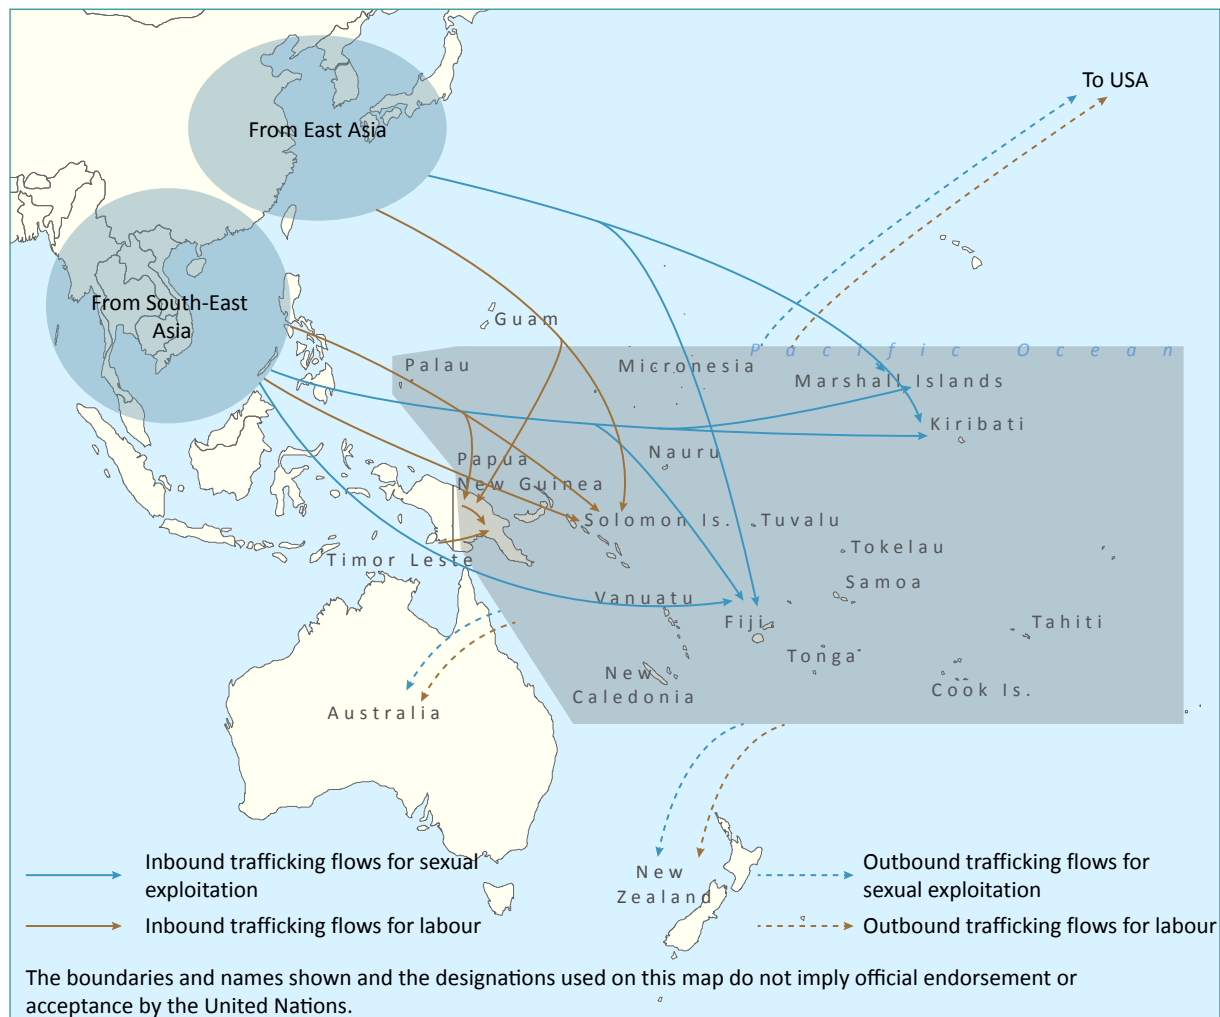 To USA
From East Asia
From South-East
Asia
Guam
Pacific Ocean
Palau
Micronesia
Marshall Islands
Kiribati
Nauru
Papua
New Guinea
Solomon Is.
Tuvalu
Tokelau
Timor Leste
Samoa
Vanuatu
Fiji
Tahiti
Tonga
New
Caledonia
Cook Is.
Australia
Inbound trafficking flows for sexual
exploitation
Inbound trafficking flows for labour
New
Zealand
Outbound trafficking flows for
sexual exploitation
Outbound trafficking flows for labour
The boundaries and names shown and the designations used on this map do not imply official endorsement or
acceptance by the United Nations.